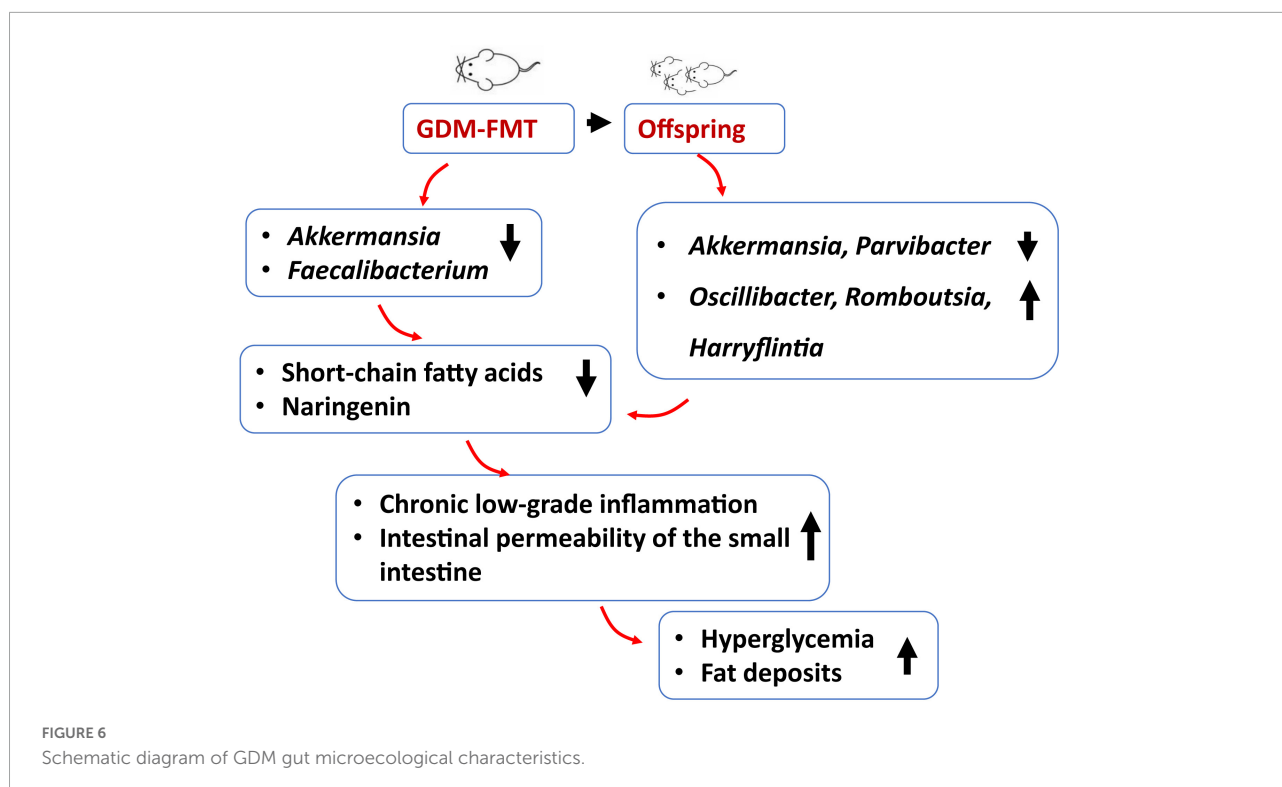 GDM-FMT
Offspring
• Akkermansia
• Faecalibacterium
• Akkermansia, Parvibacter
• Oscillibacter, Romboutsia,
Harryflintia
• Short-chain fatty acids
• Naringenin
• Chronic low-grade inflammation
• Intestinal permeability of the small
intestine
• Hyperglycemia
• Fat deposits
FIGURE 6
Schematic diagram of GDM gut microecological characteristics.